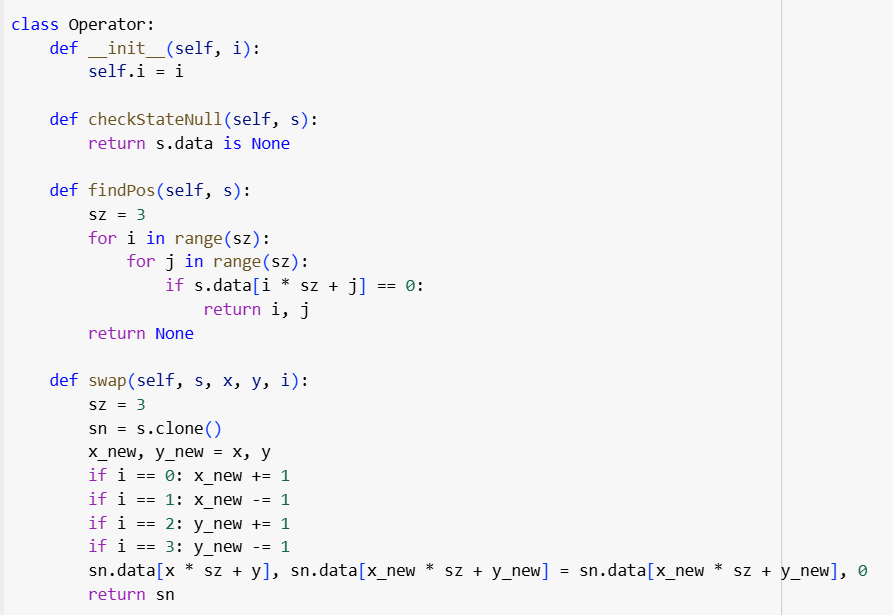 class Operator:
    def __init__(self, i):
        self.i = i

    def checkStateNull(self, s):
        return s.data is None

    def findPos(self, s):
        sz = 3
        for i in range(sz):
            for j in range(sz):
                if s.data[i * sz + j] == 0:
                    return i, j
        return None

    def swap(self, s, x, y, i):
        sz = 3
        sn = s.clone()
        x_new, y_new = x, y
        if i == 0: x_new += 1
        if i == 1: x_new -= 1
        if i == 2: y_new += 1
        if i == 3: y_new -= 1
        sn.data[x * sz + y], sn.data[x_new * sz + y_new] = sn.data[x_new * sz + y_new], 0
        return sn